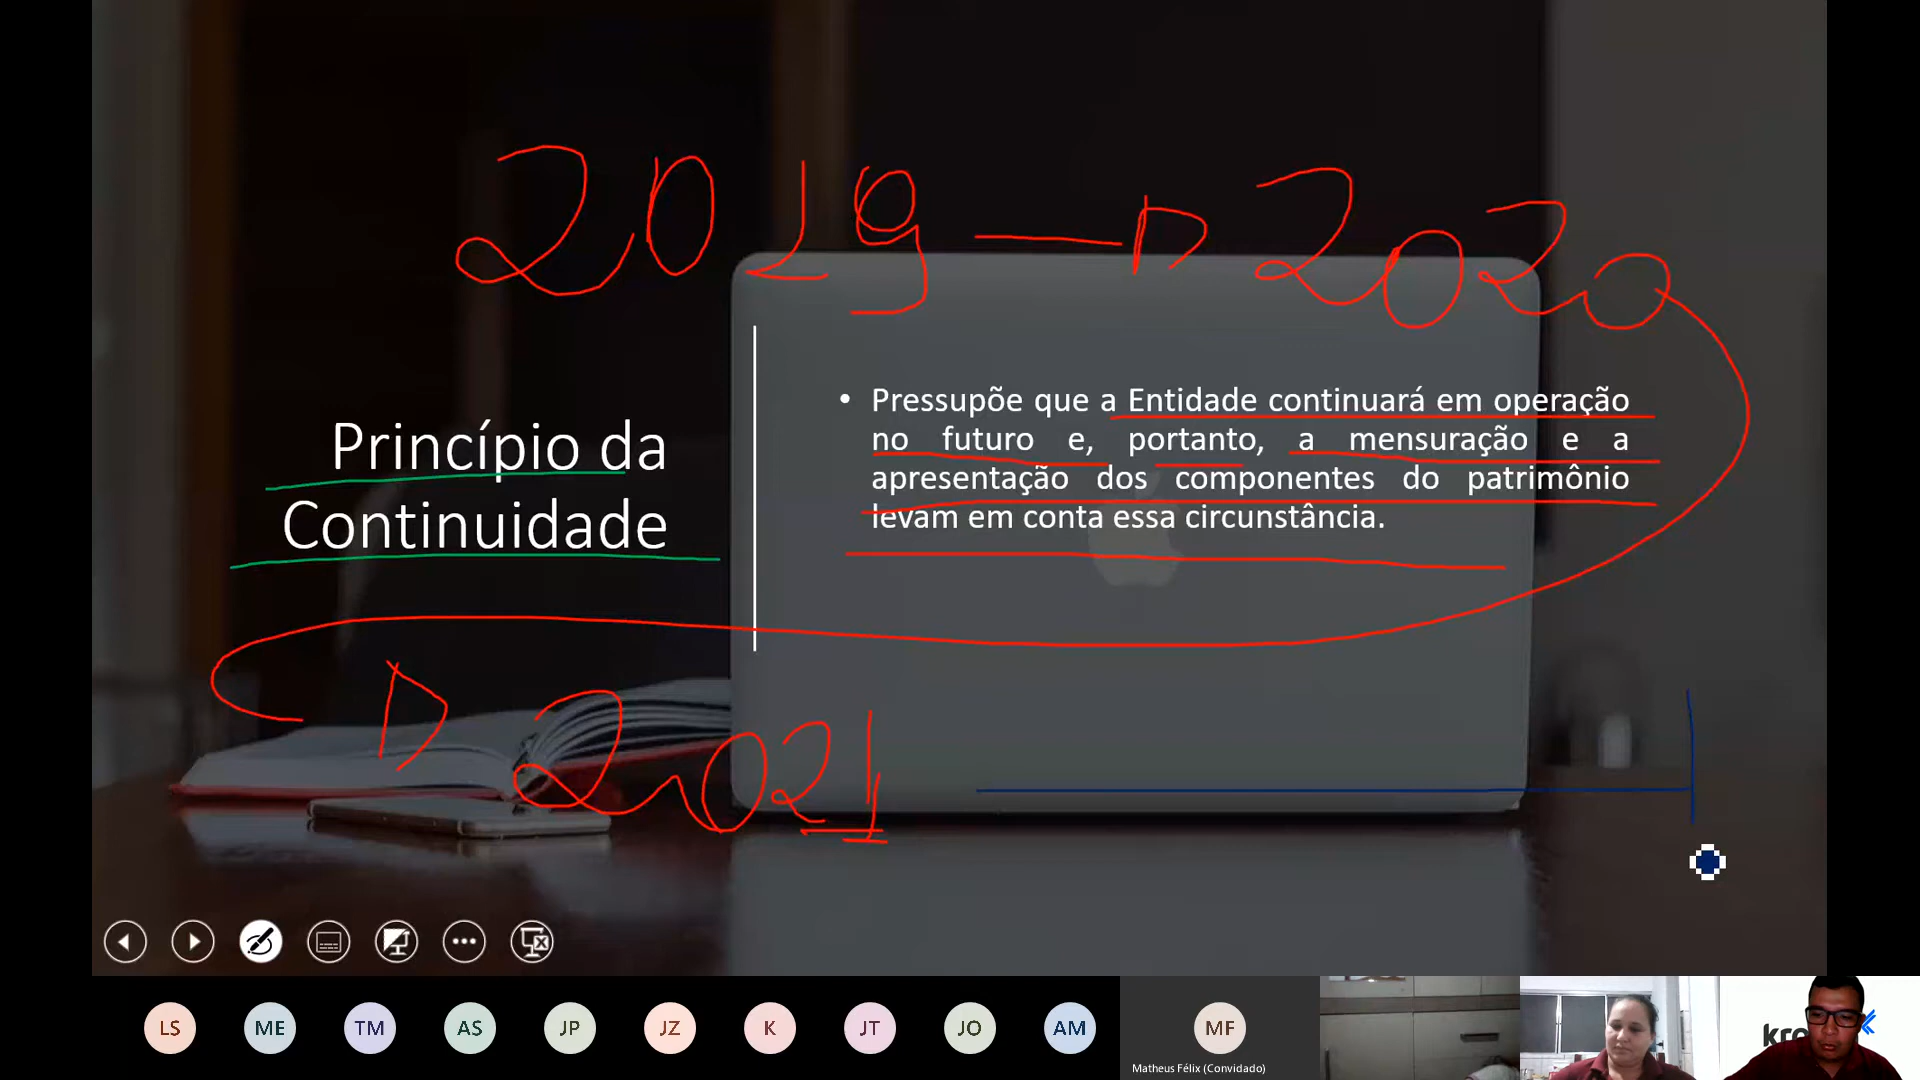 2019 → 2020
Princípio da
Continuidade
• Pressupõe que a Entidade continuará em operação
no futuro e, portanto, a mensuração e a
apresentação dos componentes do patrimônio
levam em conta essa circunstância.
→ 2021
LS ME TM AS JP JZ K JT JO AM MF
Matheus Félix (Convidado)